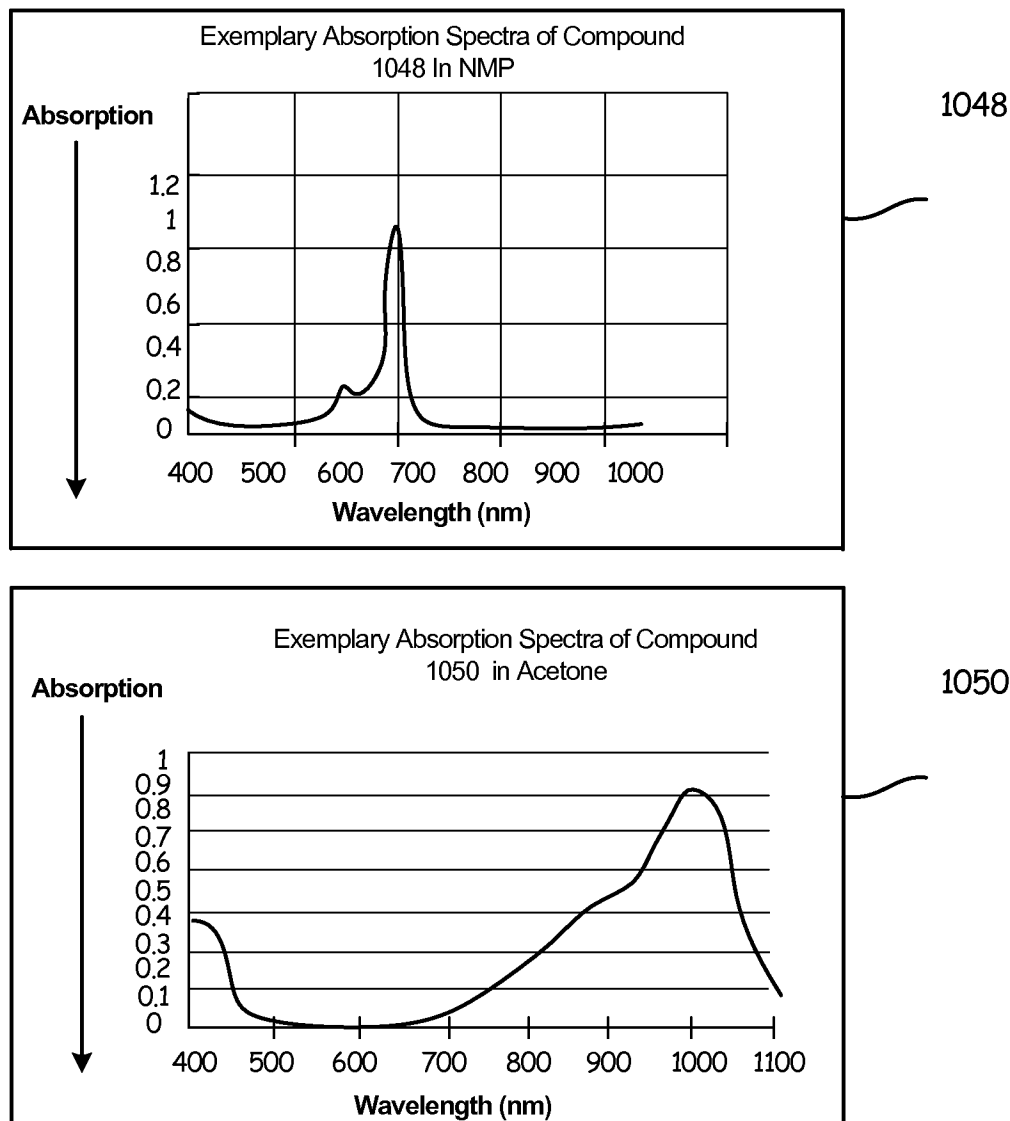 Exemplary Absorption Spectra of Compound
1048 In NMP
1048
Absorption
1.2
1
0.8
0.6
0.4
0.2
0
400 500 600 700 800 900 1000
Wavelength (nm)
Exemplary Absorption Spectra of Compound
1050 in Acetone
1050
Absorption
1
0.9
0.8
0.7
0.6
0.5
0.4
0.3
0.2
0.1
0
400 500 600 700 800 900 1000 1100
Wavelength (nm)